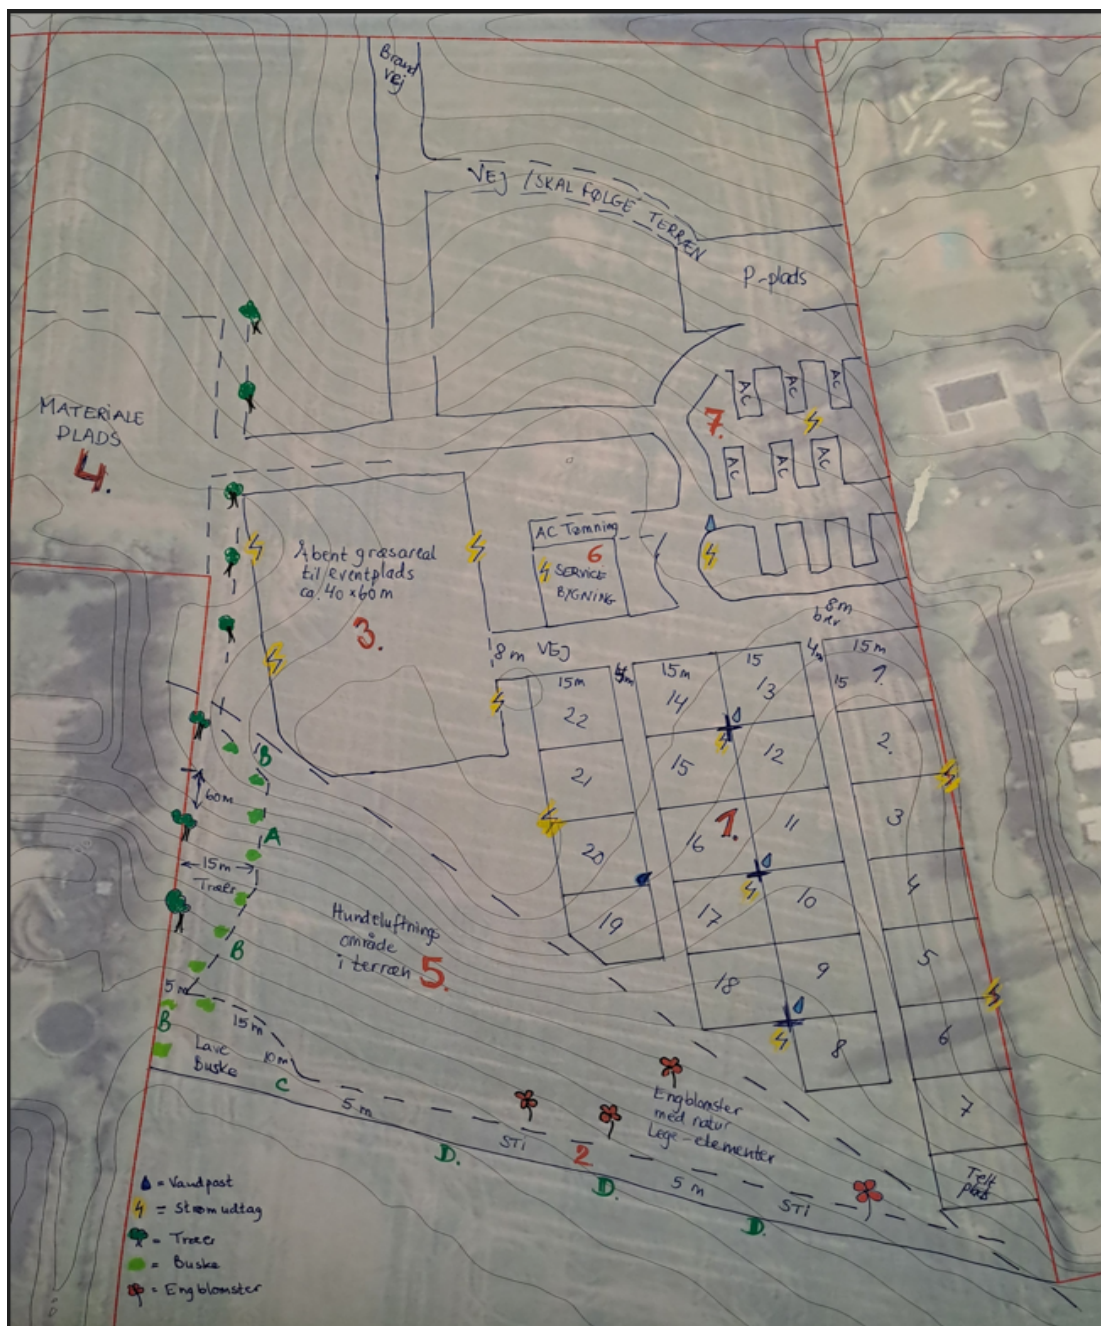 Brand
vej
VEJ /SKAL FØLGE TERRÆN
P-plads
AC
AC
AC
7.
AC
AC
AC
MATERIALE
PLADS
4.
AC Tømning
6
SERVICE
BYGNING
Åbent græsareal
til eventplads
ca. 40 x 60 m
3.
8m
8m VEJ
15m
22
21
20
19
15m
14
15
16
17
18
15
13
12
11
10
9
8
1.
4m
15m
15
1.
2.
3
4
5
6
7
Telt
plads
B
60m
A
15m
Træer
B
5m
B
15m
10m
Lave
Buske
C
5m
Hundeluftnings
område
i terræn
5.
Engblomster
med natur
Lege-elementer
STi
2
D.
D.
5 m
STi
D.
= Vandpost
= Strømudtag
= Træer
= Buske
= Engblomster